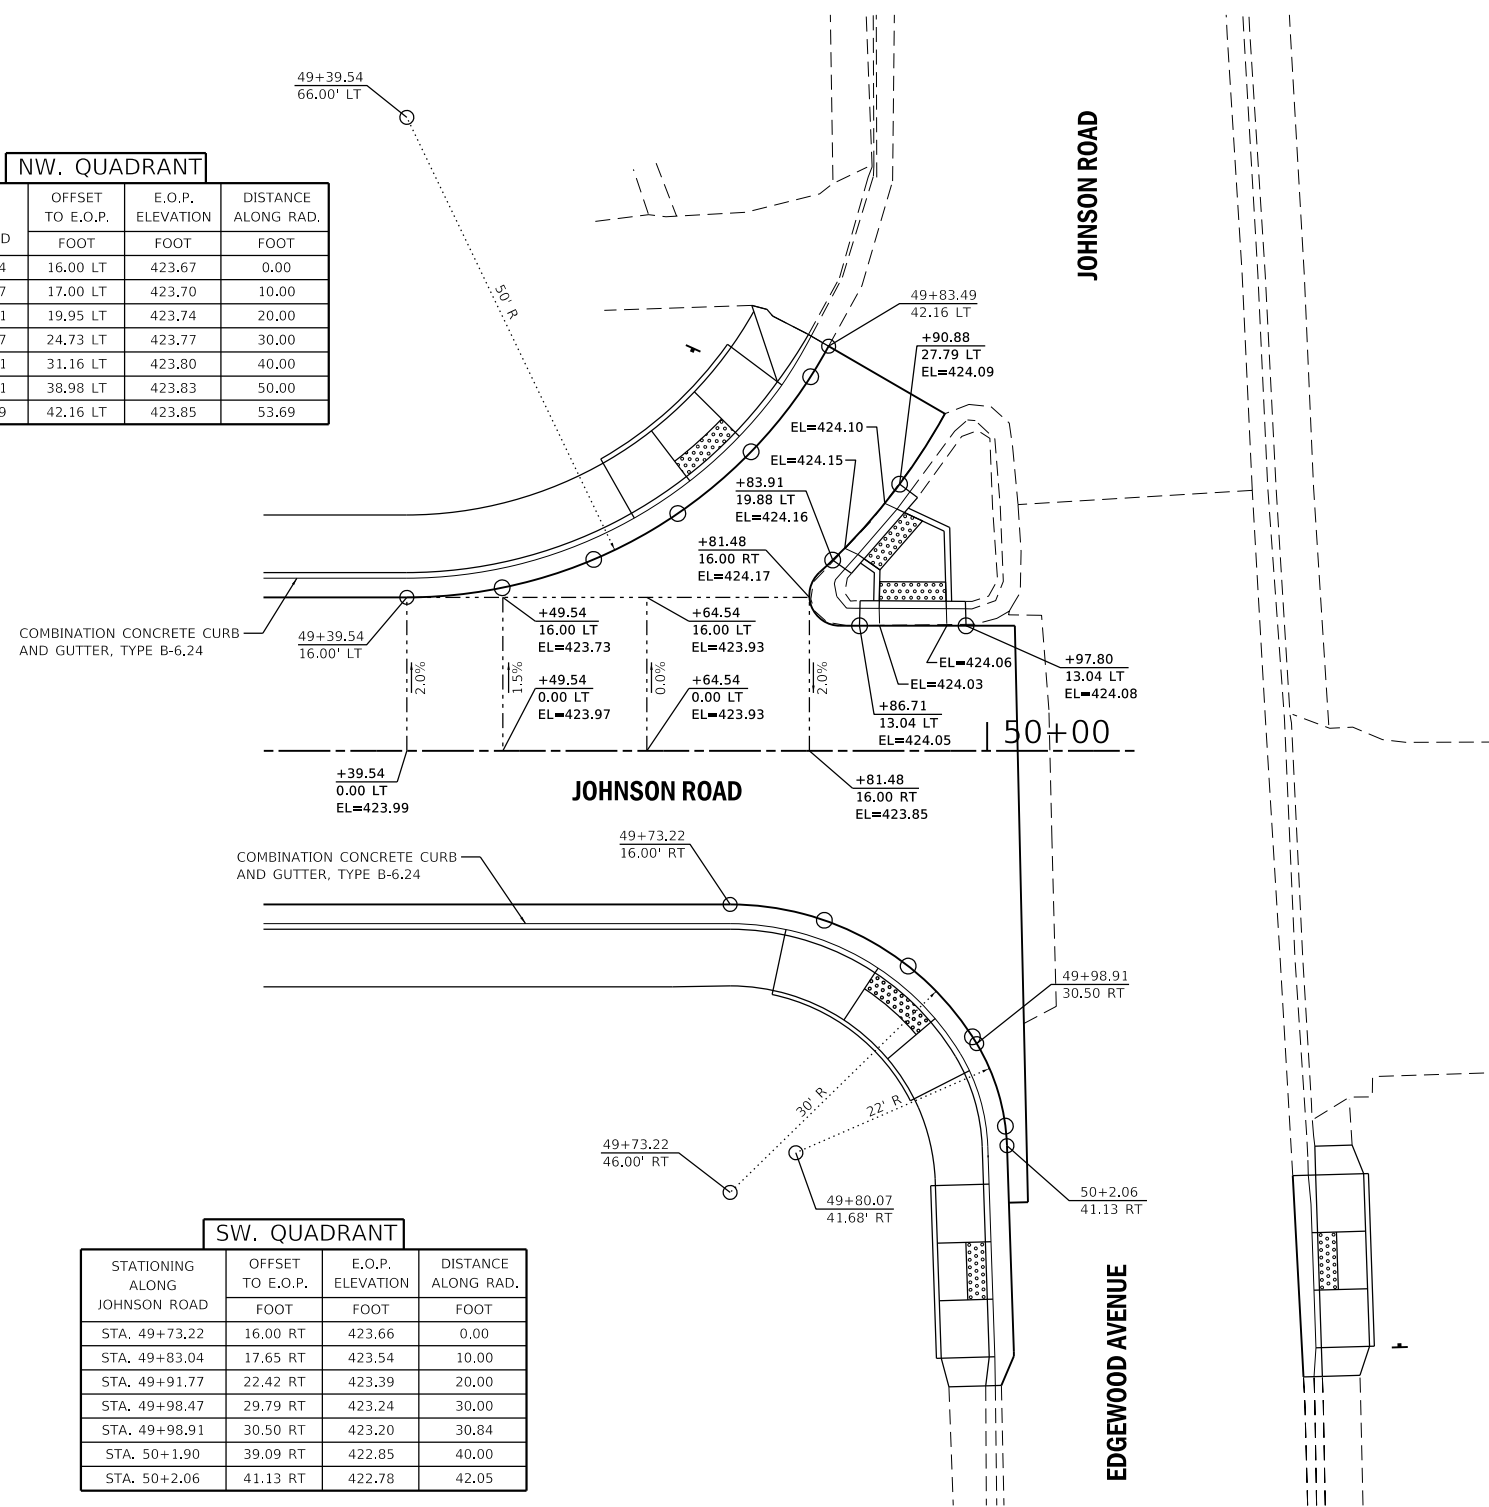 49+39.54
66.00' LT
JOHNSON ROAD
NW. QUADRANT
OFFSET TO E.O.P. E.O.P. ELEVATION DISTANCE ALONG RAD.
D FOOT FOOT FOOT
4 16.00 LT 423.67 0.00
7 17.00 LT 423.70 10.00
1 19.95 LT 423.74 20.00
7 24.73 LT 423.77 30.00
1 31.16 LT 423.80 40.00
1 38.98 LT 423.83 50.00
9 42.16 LT 423.85 53.69
50' R
49+83.49
42.16 LT
+90.88
27.79 LT
EL=424.09
EL=424.10
EL=424.15
+83.91
19.88 LT
EL=424.16
+81.48
16.00 RT
EL=424.17
COMBINATION CONCRETE CURB
AND GUTTER, TYPE B-6.24
49+39.54
16.00' LT
+49.54
16.00 LT
EL=423.73
+64.54
16.00 LT
EL=423.93
2.0%
1.5%
0.0%
2.0%
+49.54
0.00 LT
EL=423.97
+64.54
0.00 LT
EL=423.93
EL=424.06
EL=424.03
+97.80
13.04 LT
EL=424.08
+86.71
13.04 LT
EL=424.05
50+00
+39.54
0.00 LT
EL=423.99
JOHNSON ROAD
+81.48
16.00 RT
EL=423.85
49+73.22
16.00' RT
COMBINATION CONCRETE CURB
AND GUTTER, TYPE B-6.24
49+98.91
30.50 RT
30' R
22' R
49+73.22
46.00' RT
49+80.07
41.68' RT
50+2.06
41.13 RT
EDGEWOOD AVENUE
SW. QUADRANT
STATIONING ALONG JOHNSON ROAD OFFSET TO E.O.P. E.O.P. ELEVATION DISTANCE ALONG RAD.
FOOT FOOT FOOT
STA. 49+73.22 16.00 RT 423.66 0.00
STA. 49+83.04 17.65 RT 423.54 10.00
STA. 49+91.77 22.42 RT 423.39 20.00
STA. 49+98.47 29.79 RT 423.24 30.00
STA. 49+98.91 30.50 RT 423.20 30.84
STA. 50+1.90 39.09 RT 422.85 40.00
STA. 50+2.06 41.13 RT 422.78 42.05